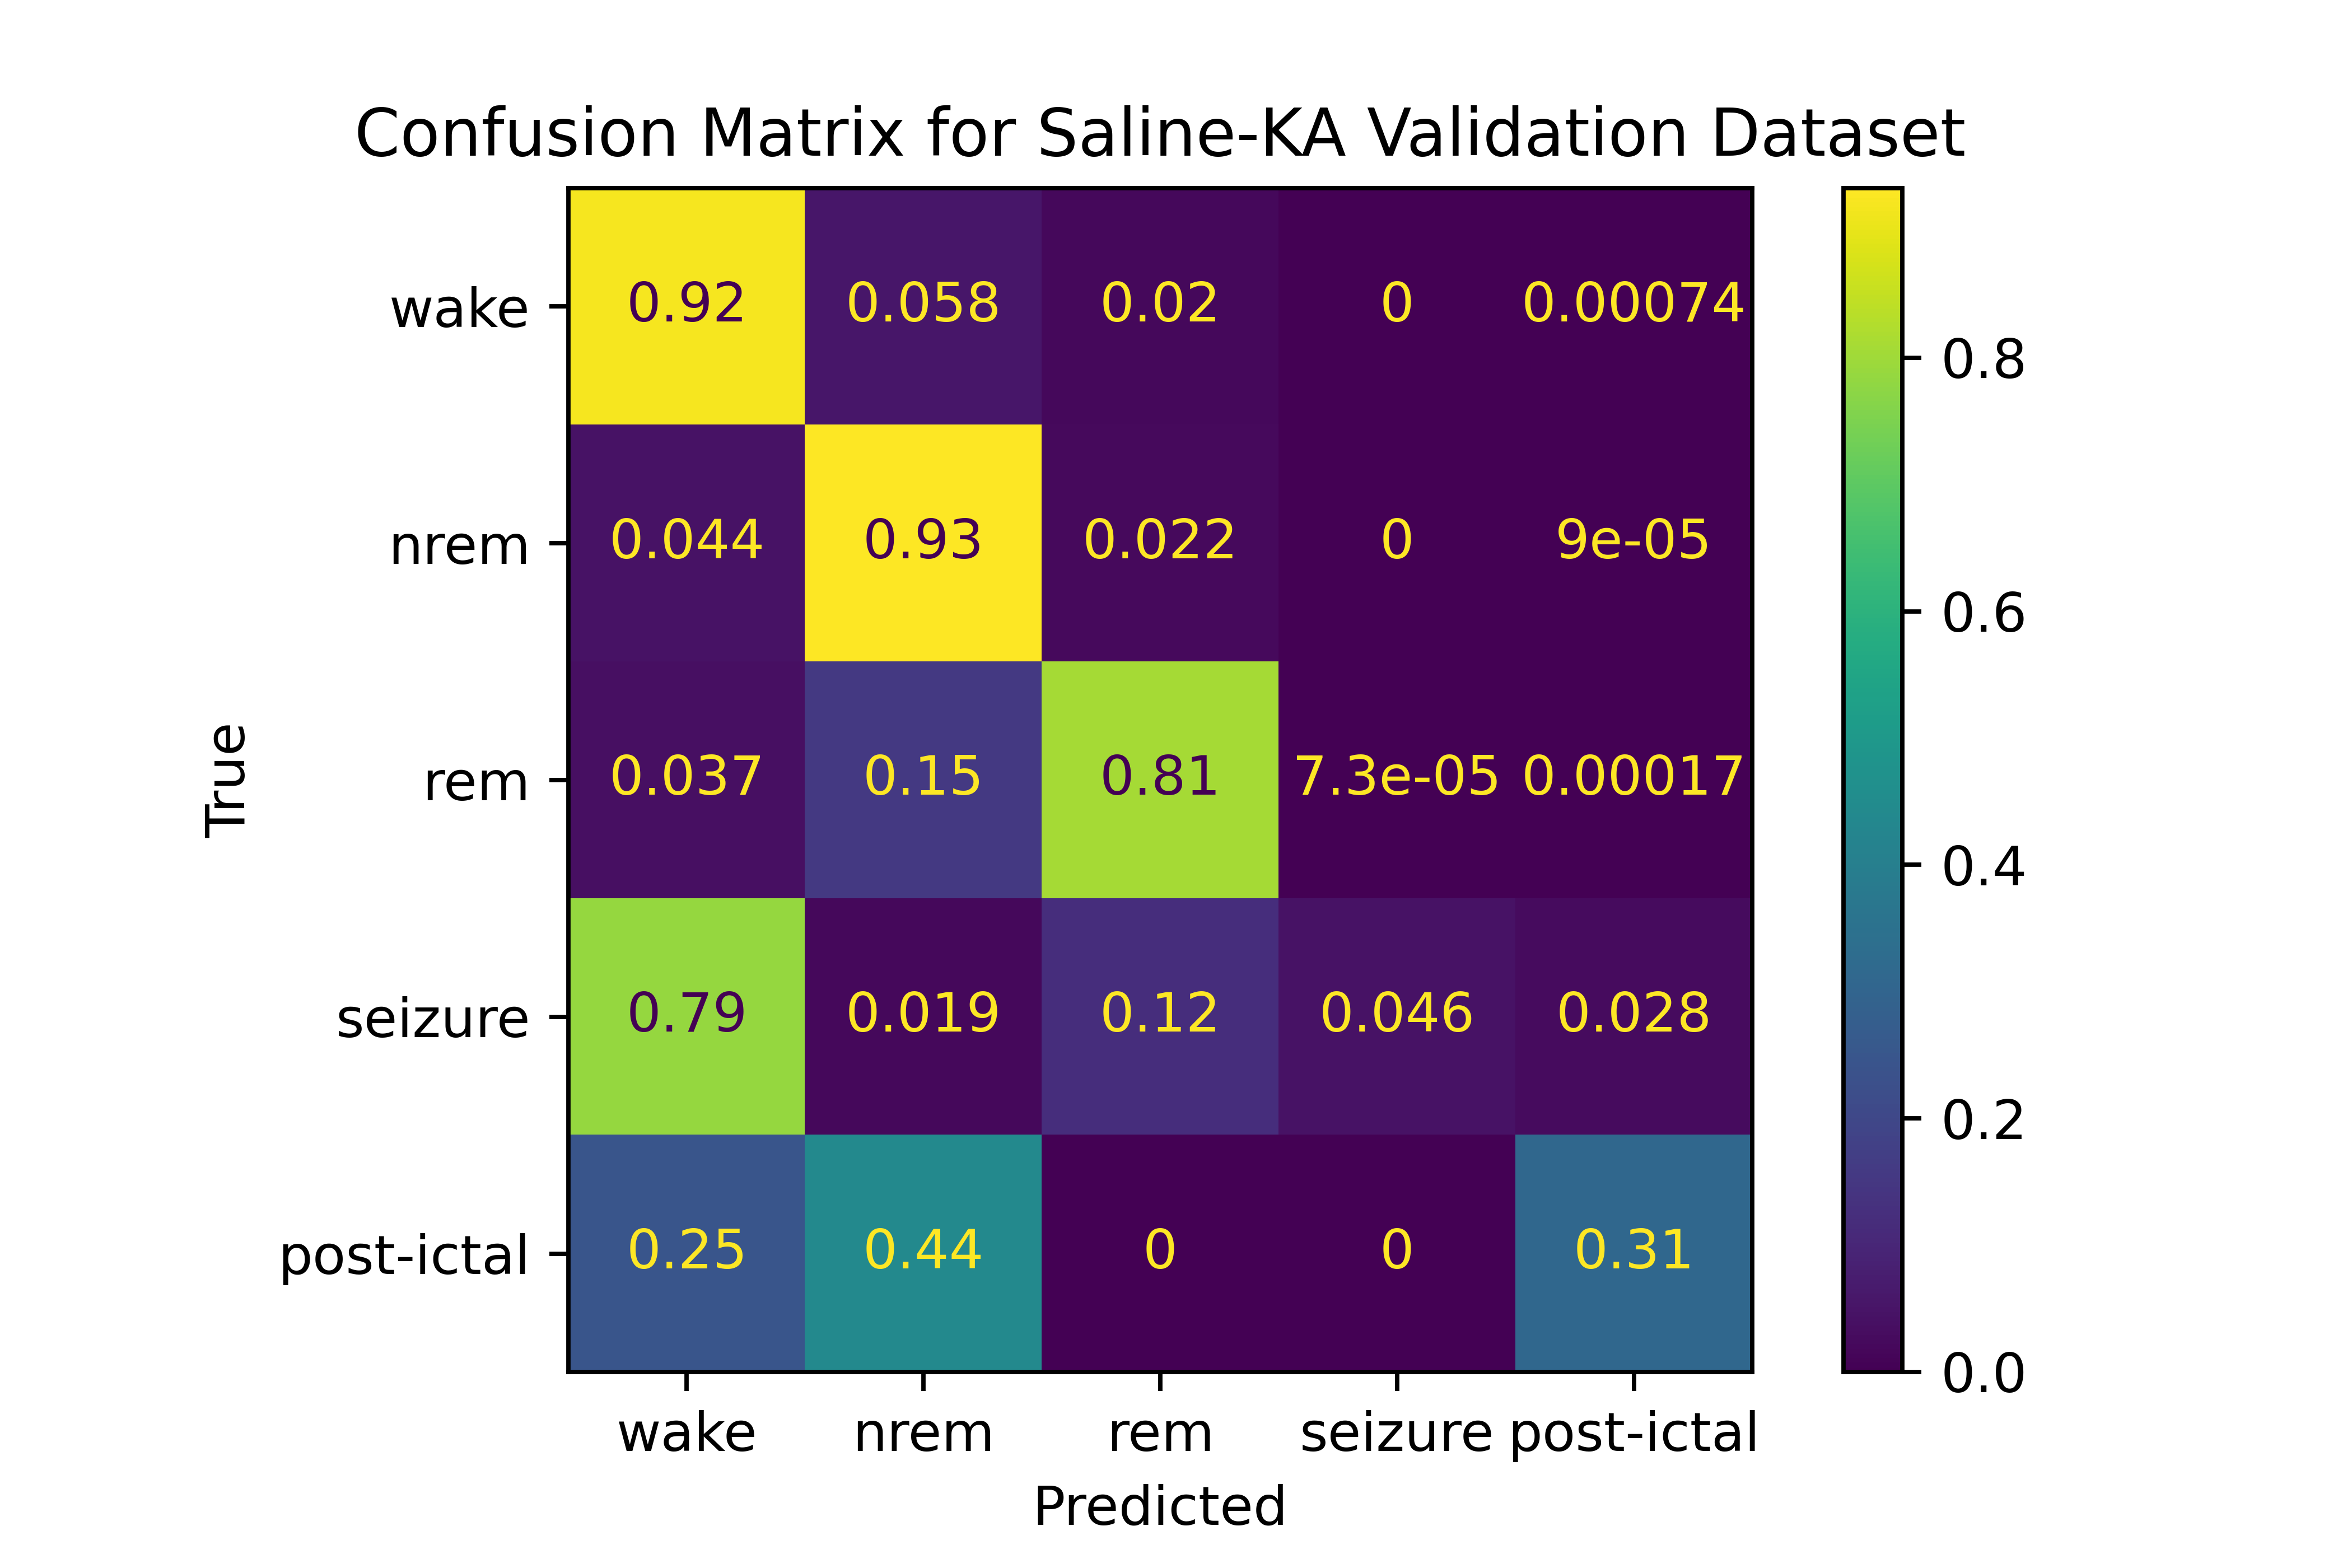 Confusion Matrix for Saline-KA Validation Dataset
wake 0.92 0.058 0.02 0 0.00074
nrem 0.044 0.93 0.022 0 9e-05
rem 0.037 0.15 0.81 7.3e-05 0.00017
seizure 0.79 0.019 0.12 0.046 0.028
post-ictal 0.25 0.44 0 0 0.31
wake nrem rem seizure post-ictal
Predicted
True
0.8
0.6
0.4
0.2
0.0